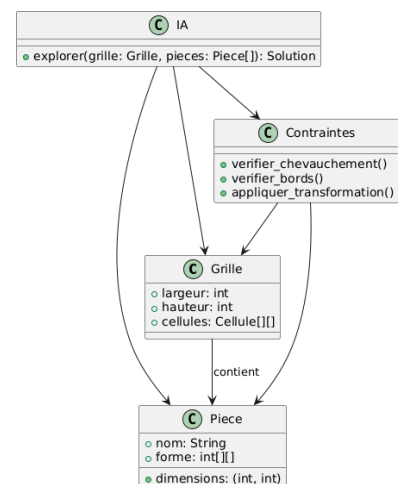 C IA
explorer(grille: Grille, pieces: Piece[]): Solution
C Contraintes
verifier_chevauchement()
verifier_bords()
appliquer_transformation()
C Grille
largeur: int
hauteur: int
cellules: Cellule[][]
contient
C Piece
nom: String
forme: int[][]
dimensions: (int, int)